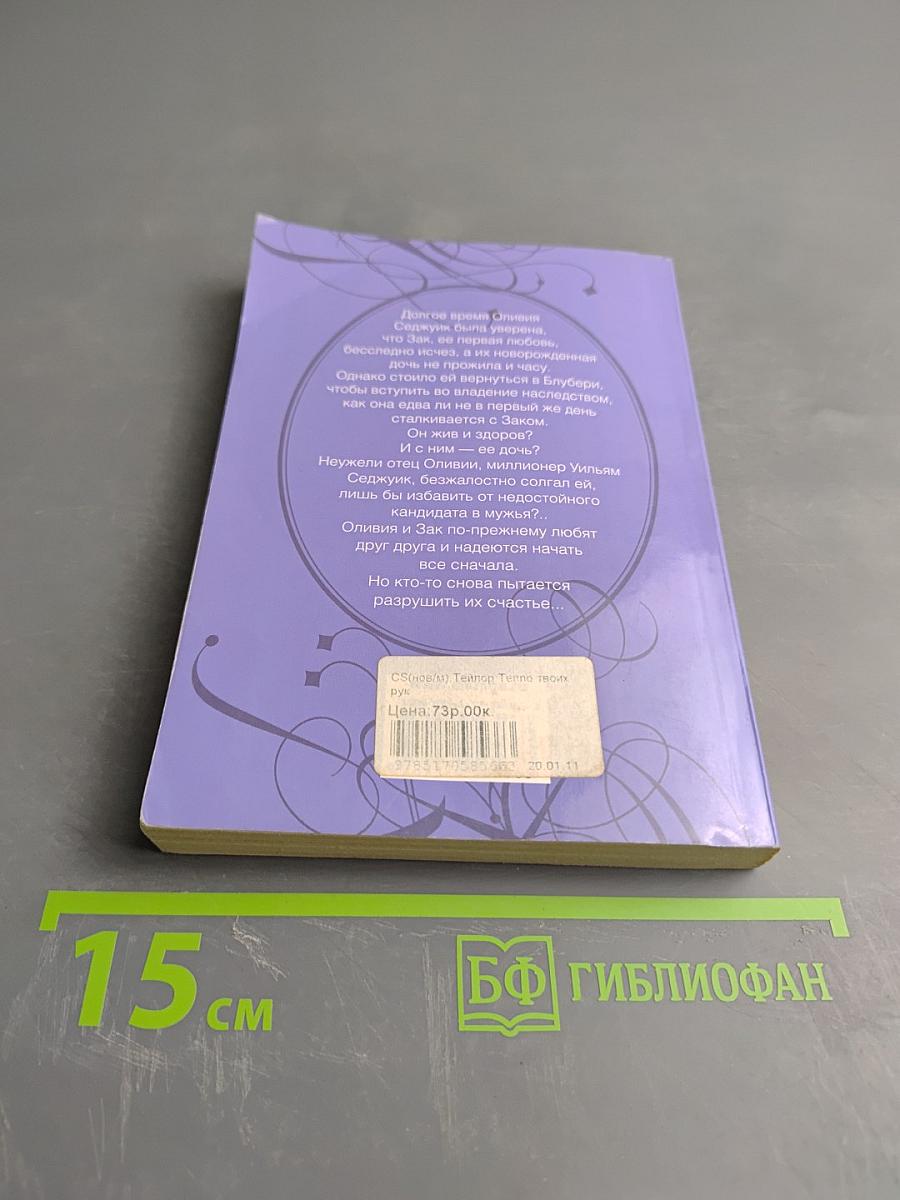 Долгое время Оливия
Седжуик была уверена,
что Зак, ее первая любовь,
бесследно исчез, а их новорожденная
дочь не прожила и часу.
Однако стоило ей вернуться в Блубери,
чтобы вступить во владение наследством,
как она едва ли не в первый же день
сталкивается с Заком.
Он жив и здоров?
И с ним — ее дочь?
Неужели отец Оливии, миллионер Уильям
Седжуик, безжалостно солгал ей,
лишь бы избавить от недостойного
кандидата в мужья?..
Оливия и Зак по-прежнему любят
друг друга и надеются начать
все сначала.
Но кто-то снова пытается
разрушить их счастье...
CS(нов/м).Тейлор Тепло твоих
рук
Цена:73р.00к.
20.01.11
15 см
БФ ГИБЛИОФАН